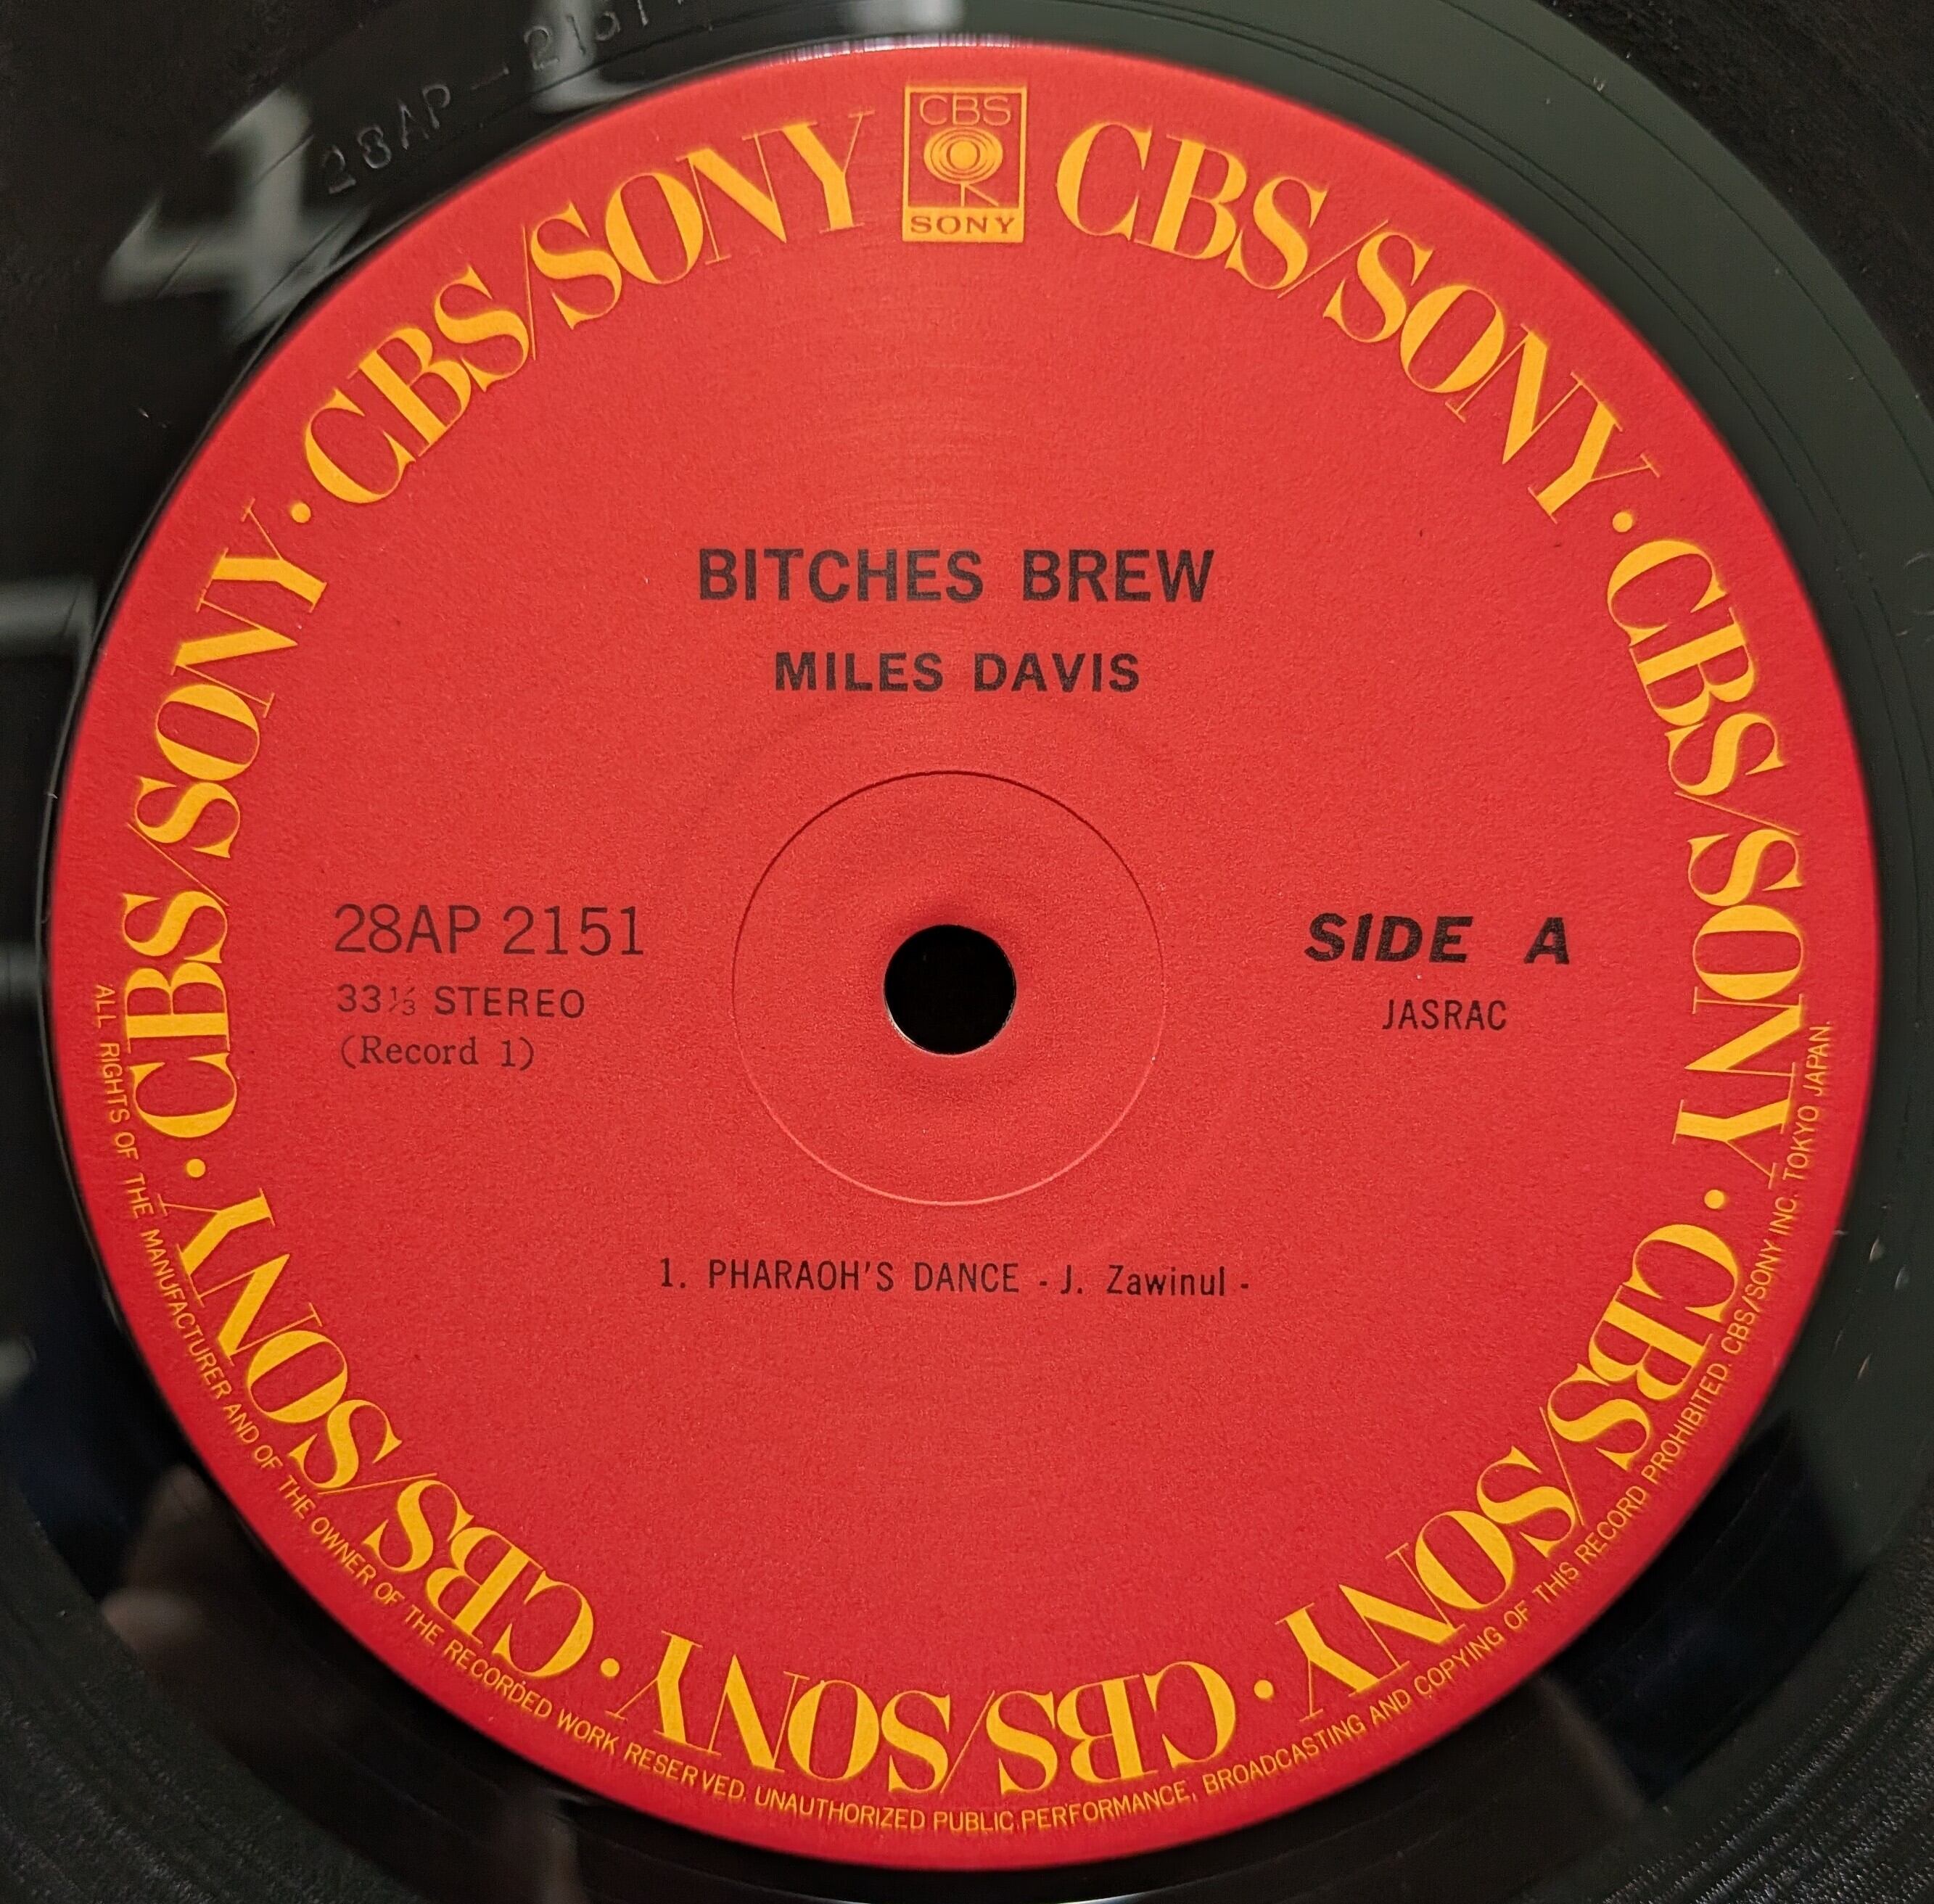 CBS
SONY
CBS/SONY · CBS/SONY · CBS/SONY · CBS/SONY · CBS/SONY · CBS/SONY · CBS/SONY
BITCHES BREW
MILES DAVIS
28AP 2151
33⅓ STEREO
(Record 1)
SIDE A
JASRAC
1. PHARAOH'S DANCE - J. Zawinul -
ALL RIGHTS OF THE MANUFACTURER AND OF THE OWNER OF THE RECORDED WORK RESERVED. UNAUTHORIZED PUBLIC PERFORMANCE, BROADCASTING AND COPYING OF THIS RECORD PROHIBITED. CBS/SONY INC. TOKYO JAPAN.
28AP-